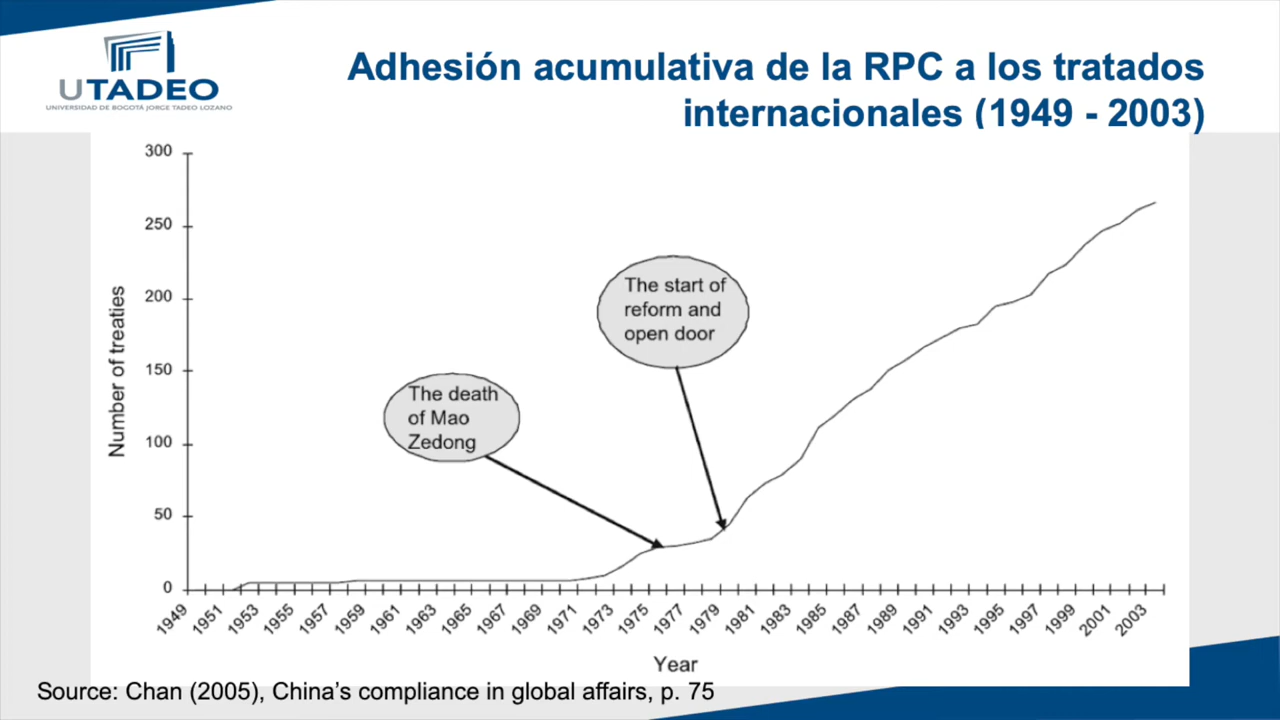 UTADEO
UNIVERSIDAD DE BOGOTÁ JORGE TADEO LOZANO
Adhesión acumulativa de la RPC a los tratados
internacionales (1949 - 2003)
300
250
200
150
100
50
0
Number of treaties
The death
of Mao
Zedong
The start of
reform and
open door
1949
1951
1953
1955
1957
1959
1961
1963
1965
1967
1969
1971
1973
1975
1977
1979
1981
1983
1985
1987
1989
1991
1993
1995
1997
1999
2001
2003
Year
Source: Chan (2005), China’s compliance in global affairs, p. 75